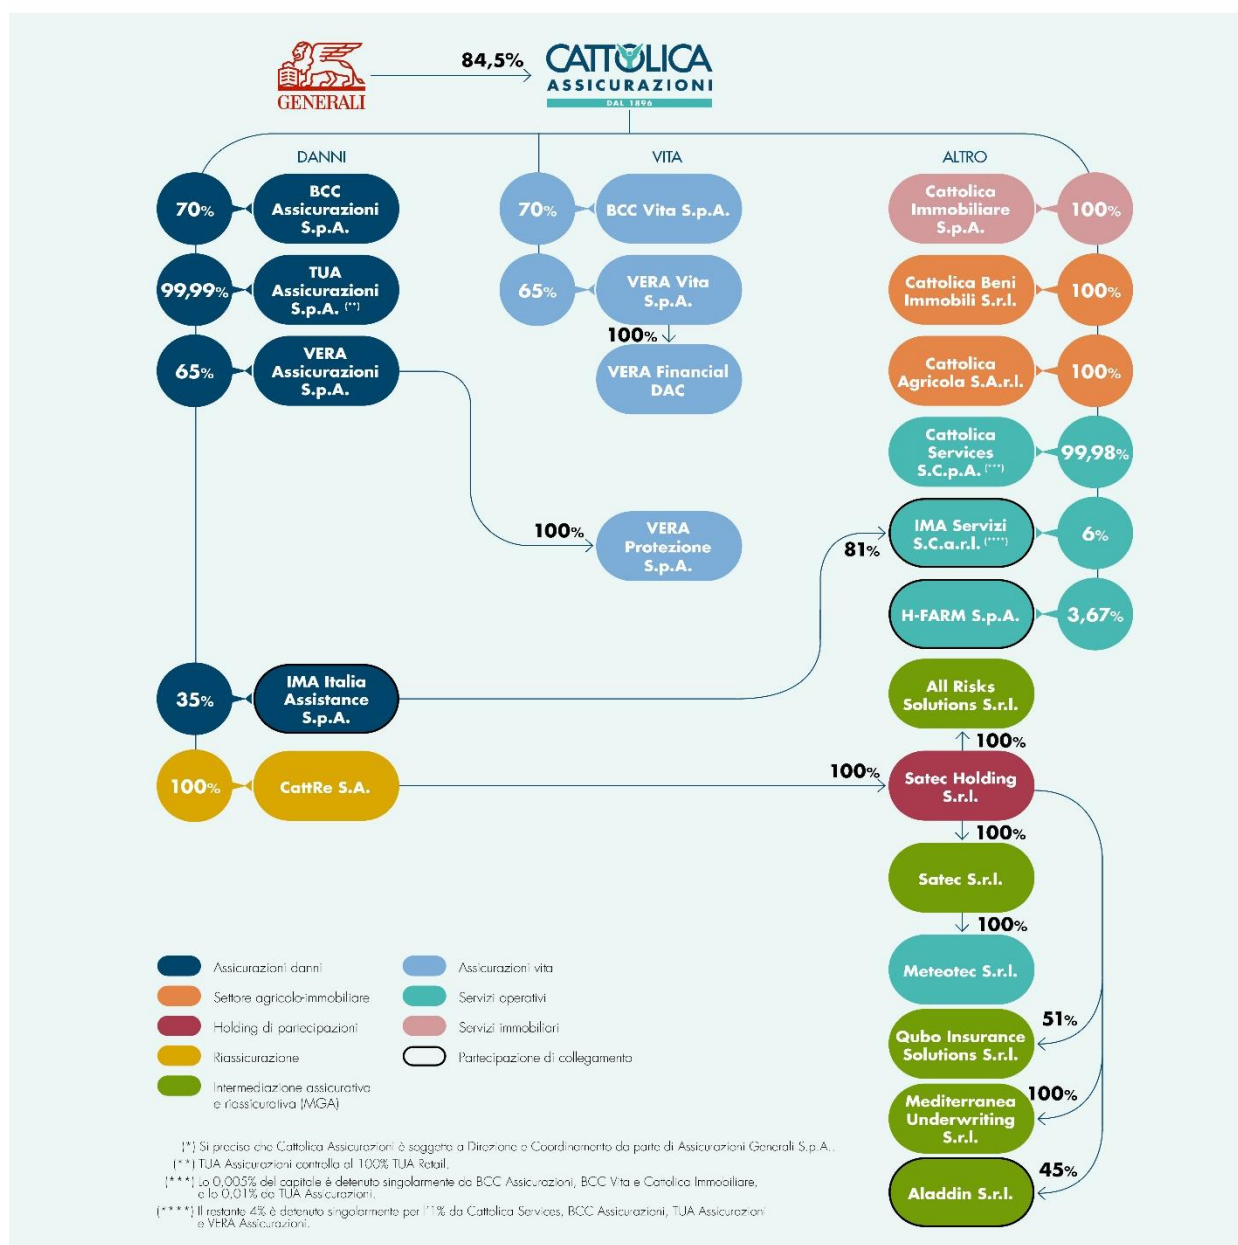 GENERALI
84,5%
CATTOLICA
ASSICURAZIONI
DAL 1896
DANNI
VITA
ALTRO
70%
BCC
Assicurazioni
S.p.A.
70%
BCC Vita S.p.A.
Cattolica
Immobiliare
S.p.A.
100%
99,99%
TUA
Assicurazioni
S.p.A. (**)
65%
VERA Vita
S.p.A.
Cattolica Beni
Immobili S.r.l.
100%
100%
65%
VERA
Assicurazioni
S.p.A.
VERA Financial
DAC
Cattolica
Agricola S.A.r.l.
100%
Cattolica
Services
S.C.p.A. (***)
99,98%
100%
VERA
Protezione
S.p.A.
81%
IMA Servizi
S.C.a.r.l. (****)
6%
H-FARM S.p.A.
3,67%
35%
IMA Italia
Assistance
S.p.A.
All Risks
Solutions S.r.l.
100%
100%
CattRe S.A.
100%
Satec Holding
S.r.l.
100%
Satec S.r.l.
100%
Meteotec S.r.l.
51%
Qubo Insurance
Solutions S.r.l.
100%
Mediterranea
Underwriting
S.r.l.
45%
Aladdin S.r.l.
Assicurazioni danni
Assicurazioni vita
Settore agricolo-immobiliare
Servizi operativi
Holding di partecipazioni
Servizi immobiliari
Riassicurazione
Partecipazione di collegamento
Intermediazione assicurativa
e riassicurativa (MGA)
(*) Si precisa che Cattolica Assicurazioni è soggetta a Direzione e Coordinamento da parte di Assicurazioni Generali S.p.A..
(**) TUA Assicurazioni controlla al 100% TUA Retail.
(***) Lo 0,005% del capitale è detenuto singolarmente da BCC Assicurazioni, BCC Vita e Cattolica Immobiliare,
e lo 0,01% da TUA Assicurazioni.
(****) Il restante 4% è detenuto singolarmente per l'1% da Cattolica Services, BCC Assicurazioni, TUA Assicurazioni
e VERA Assicurazioni.